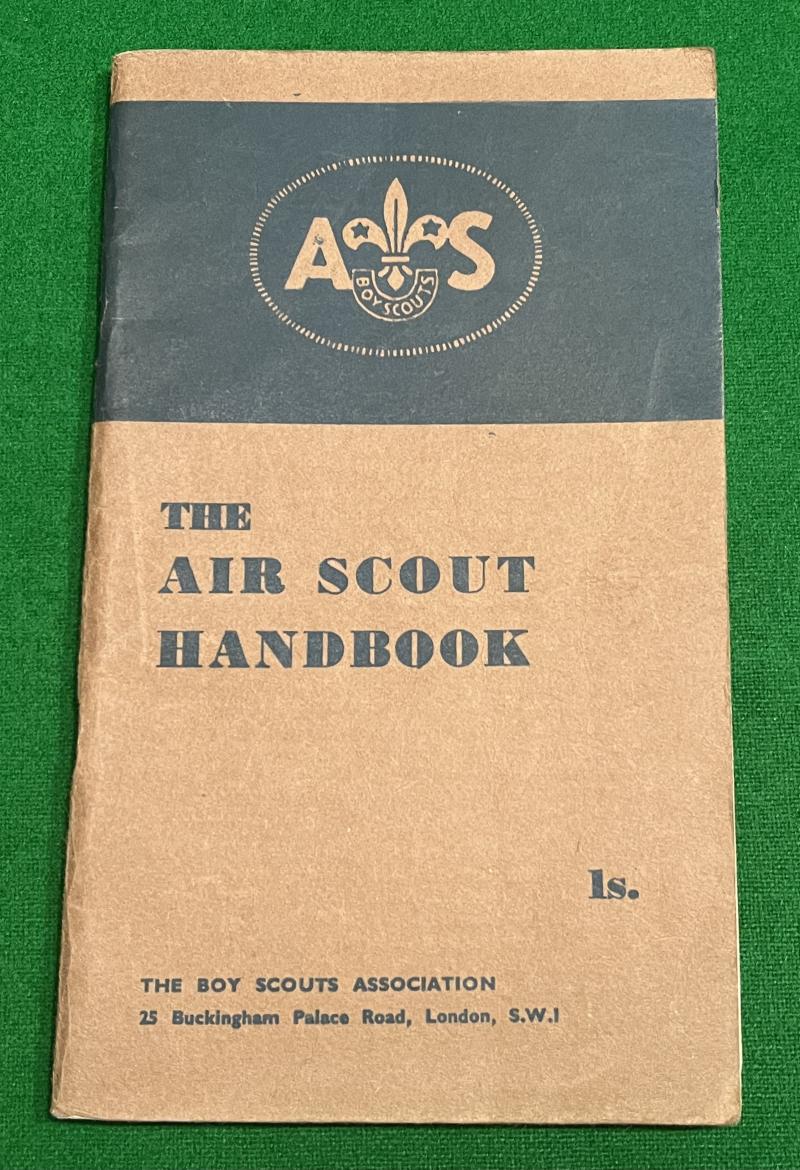 A S
BOY SCOUTS
THE
AIR SCOUT
HANDBOOK
1s.
THE BOY SCOUTS ASSOCIATION
25 Buckingham Palace Road, London, S.W.1